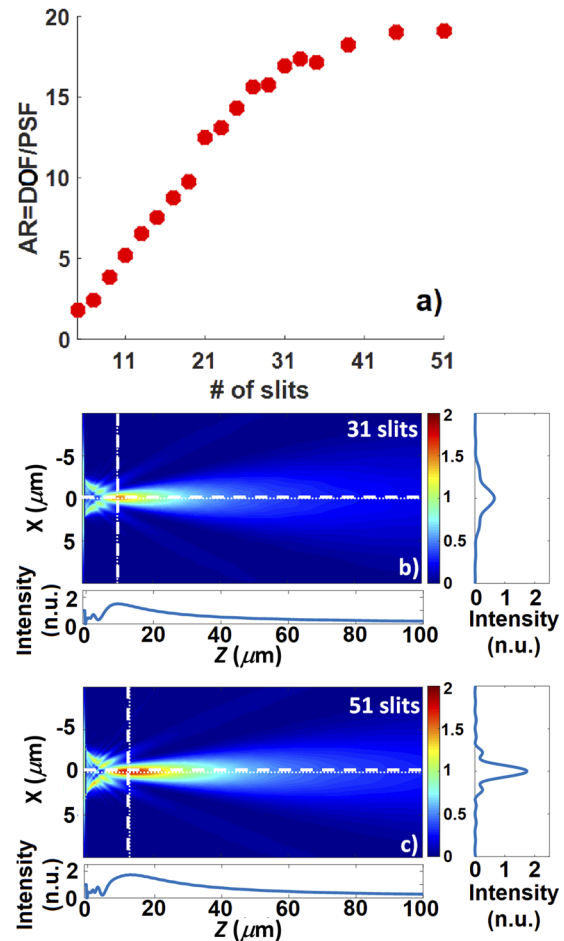 20
15
10
5
0
AR=DOF/PSF
a)
11 21 31 41 51
# of slits
31 slits
-5
0
5
X (μm)
b)
2
1.5
1
0.5
0
0 1 2
Intensity
(n.u.)
Intensity
(n.u.)
2
0
0 20 40 60 80 100
Z (μm)
51 slits
-5
0
5
X (μm)
c)
2
1.5
1
0.5
0
0 1 2
Intensity
(n.u.)
Intensity
(n.u.)
2
0
0 20 40 60 80 100
Z (μm)